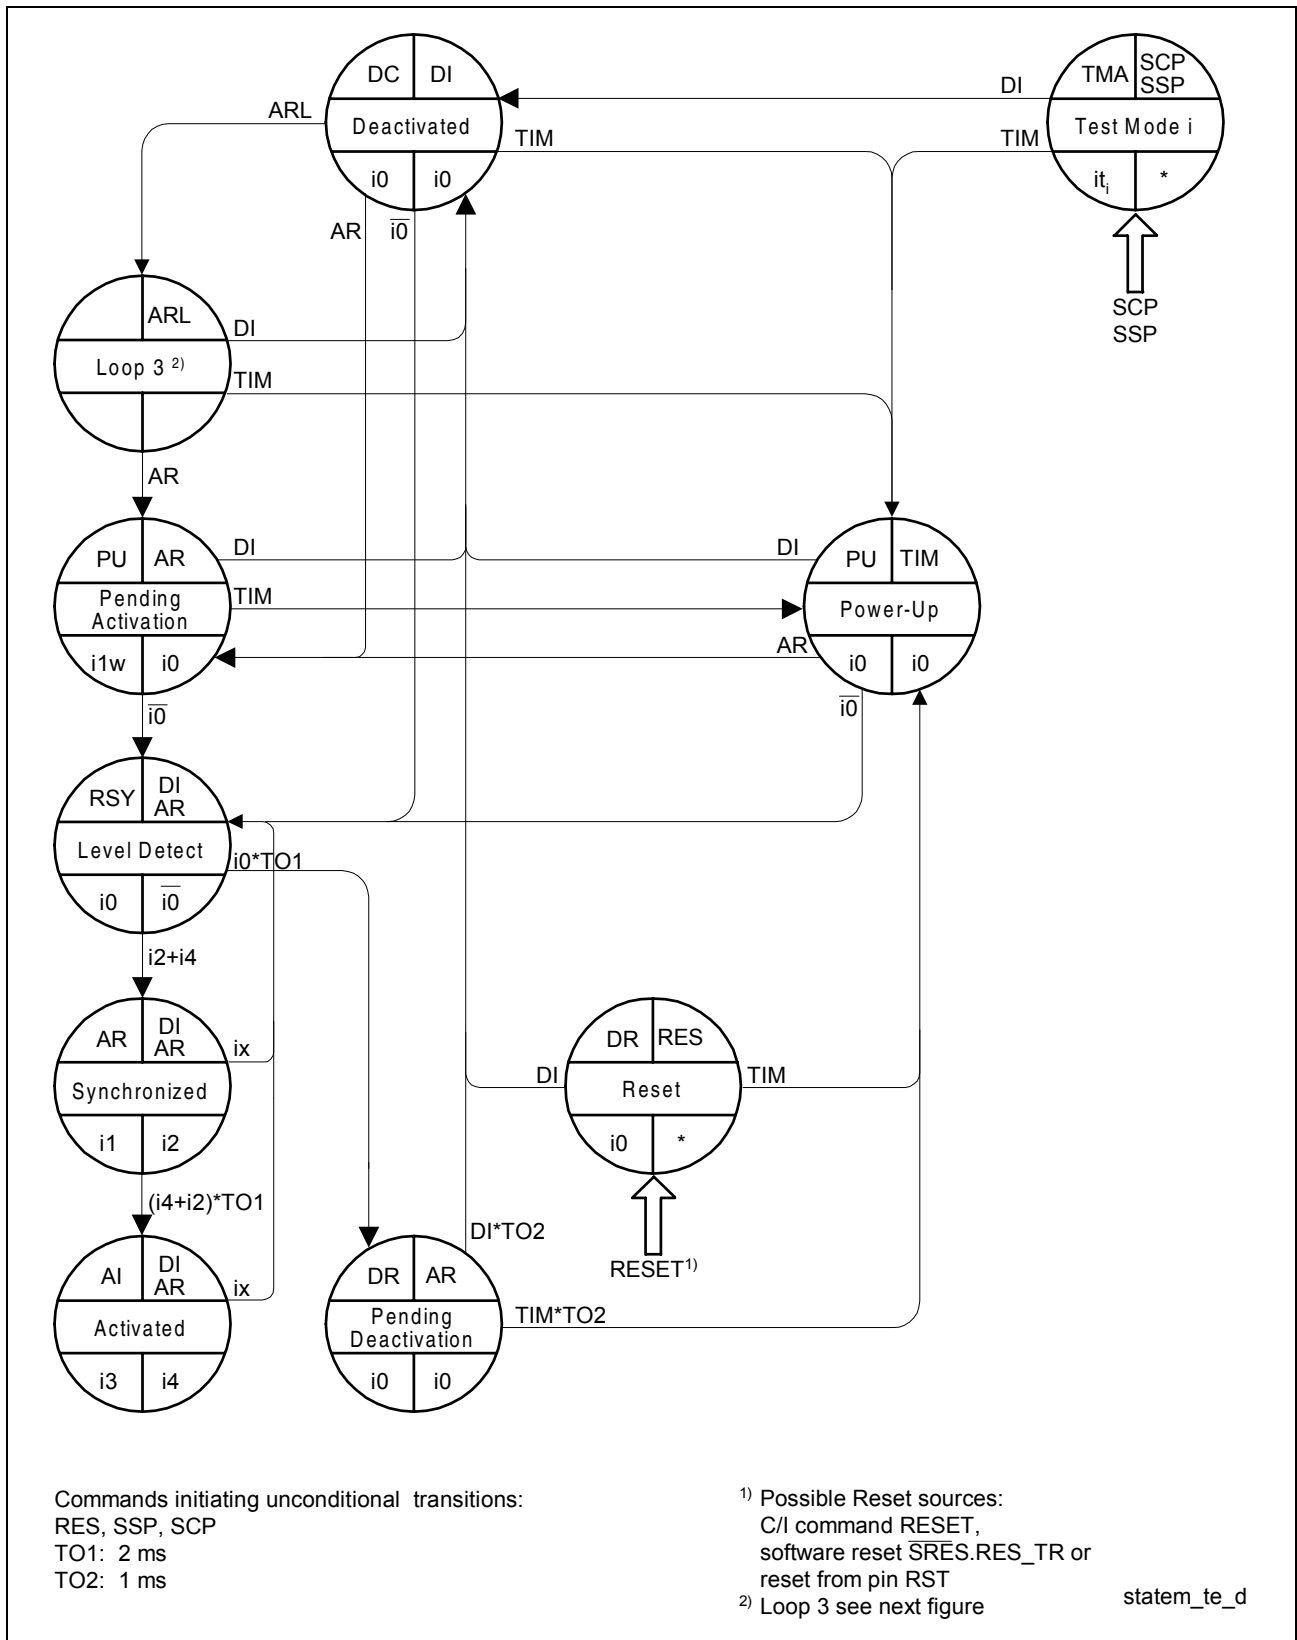 DC DI
Deactivated
i0 i0
TMA SCP
SSP
Test Mode i
it i *
DI
TIM
SCP
SSP
ARL
TIM
AR
i0
ARL
Loop 3 2)
DI
TIM
AR
PU AR
Pending
Activation
i1w i0
DI
TIM
i0
DI
PU TIM
Power-Up
i0 i0
AR
i0
RSY DI
AR
Level Detect
i0 i0
i0*TO1
i2+i4
AR DI
AR
Synchronized
i1 i2
ix
(i4+i2)*TO1
AI DI
AR
Activated
i3 i4
ix
DR RES
Reset
i0 *
DI
TIM
RESET1)
DI*TO2
DR AR
Pending
Deactivation
i0 i0
TIM*TO2
Commands initiating unconditional transitions:
RES, SSP, SCP
TO1: 2 ms
TO2: 1 ms
1) Possible Reset sources:
C/I command RESET,
software reset SRES.RES_TR or
reset from pin RST
2) Loop 3 see next figure
statem_te_d